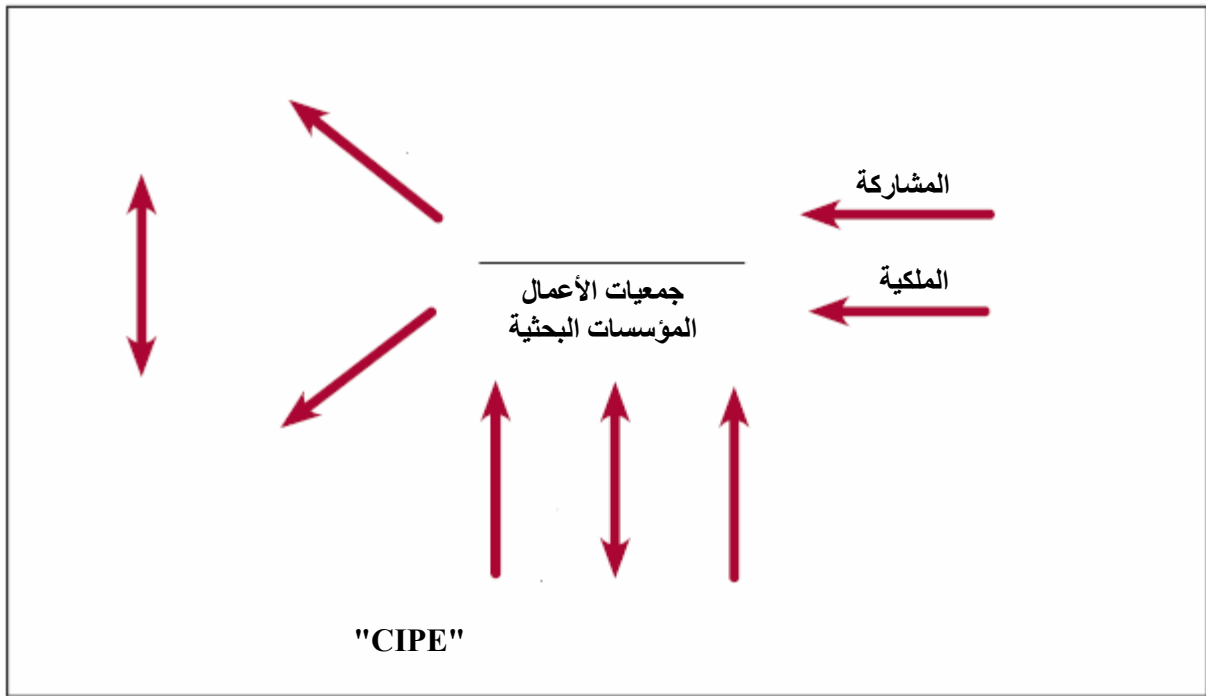 المشاركة
الملكية
جمعيات الأعمال
المؤسسات البحثية
"CIPE"